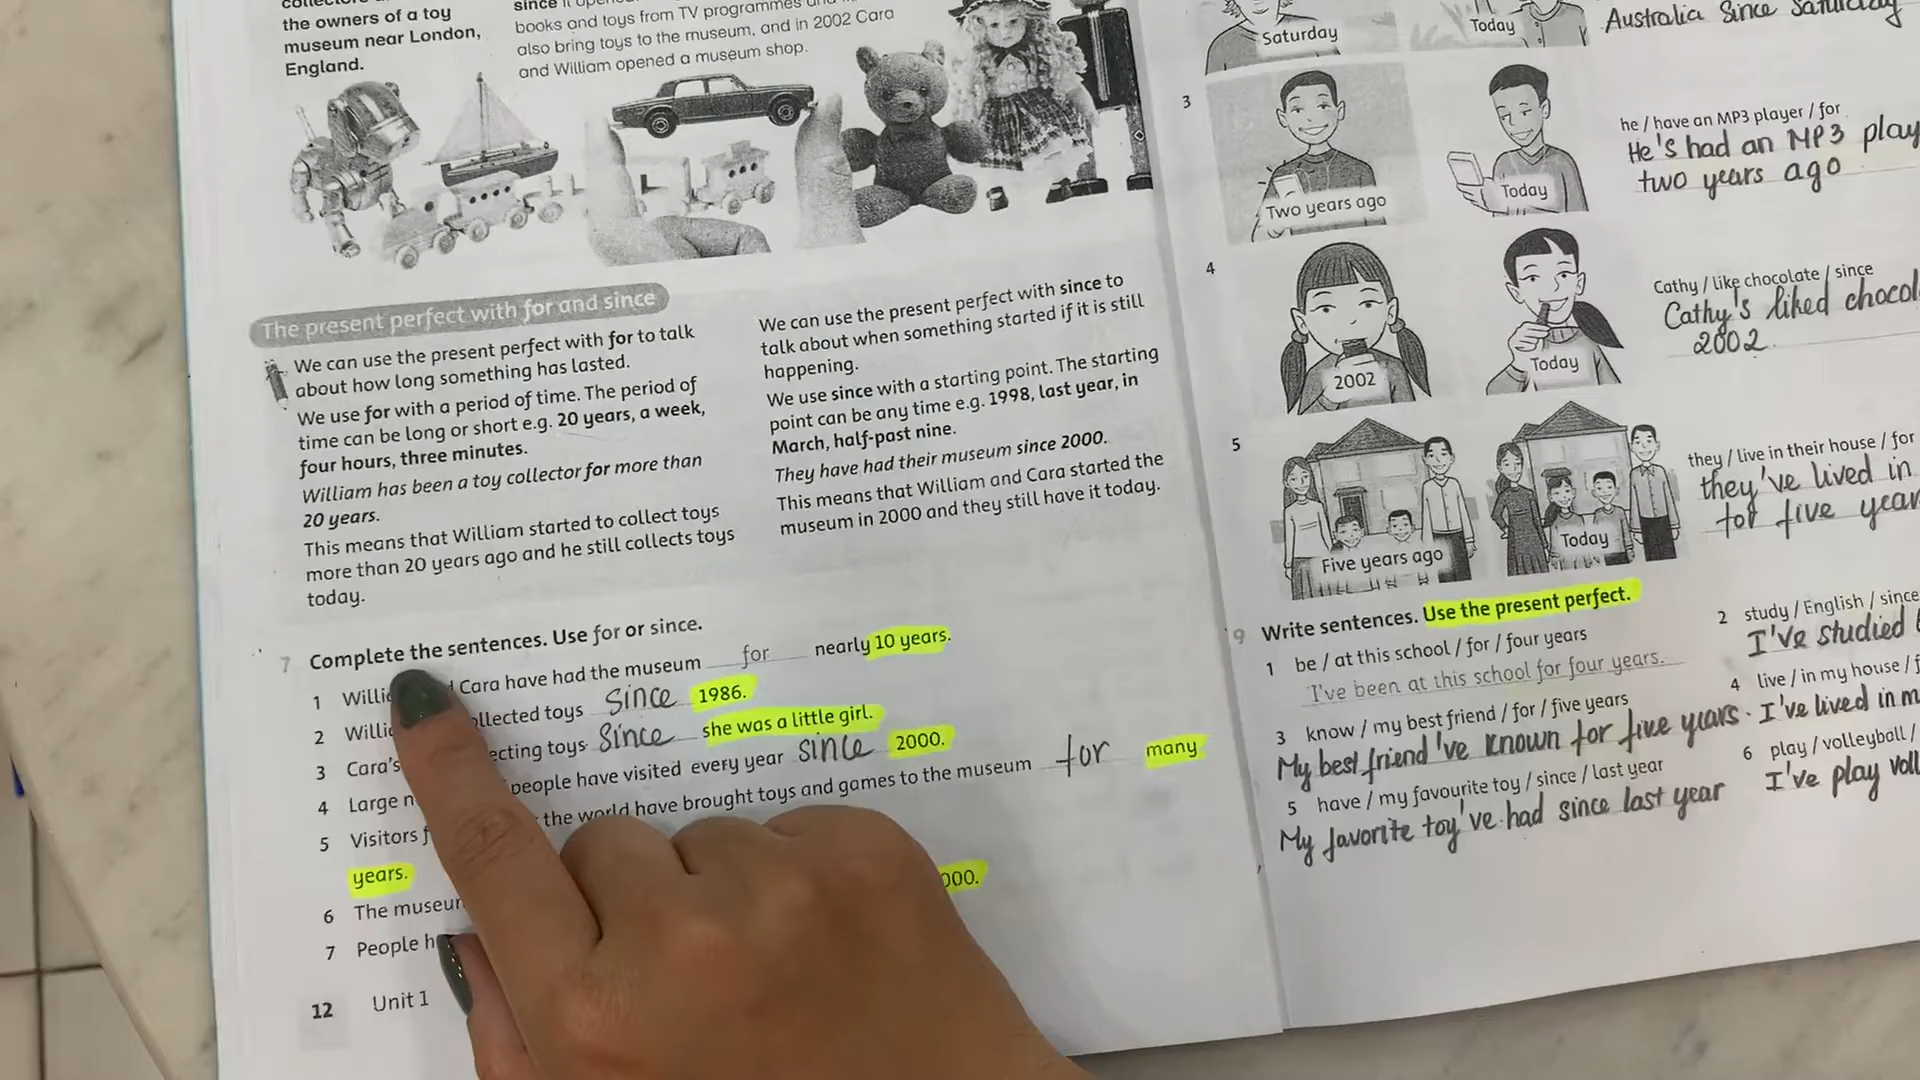 the owners of a toy
museum near London,
England.
since it
books and toys from TV programmes
also bring toys to the museum, and in 2002 Cara
and William opened a museum shop.
The present perfect with for and since
We can use the present perfect with for to talk
about how long something has lasted.
We use for with a period of time. The period of
time can be long or short e.g. 20 years, a week,
four hours, three minutes.
William has been a toy collector for more than
20 years.
This means that William started to collect toys
more than 20 years ago and he still collects toys
today.
We can use the present perfect with since to
talk about when something started if it is still
happening.
We use since with a starting point. The starting
point can be any time e.g. 1998, last year, in
March, half-past nine.
They have had their museum since 2000.
This means that William and Cara started the
museum in 2000 and they still have it today.
7 Complete the sentences. Use for or since.
1 Cara have had the museum for nearly 10 years.
2 toys since 1986.
3 Cara's toys since she was a little girl.
4 Large people have visited every year since 2000.
5 Visitors the world have brought toys and games to the museum for many
years.
6 The 000.
7 People
12 Unit 1
Saturday
Today
Australia Since Saturday
3
Two years ago
Today
he / have an MP3 player / for
He's had an MP3
two years ago
4
2002
Today
Cathy / like chocolate / since
Cathy's liked
2002.
5
Five years ago
Today
they / live in their house / for
they've lived in
for five
9 Write sentences. Use the present perfect.
1 be / at this school / for / four years
I've been at this school for four years.
2 study / English / since
I've studied
3 know / my best friend / for / five years
My best friend've known for five years.
4 live / in my house /
I've lived in
5 have / my favourite toy / since / last year
My favorite toy've had since last year
6 play / volleyball /
I've play